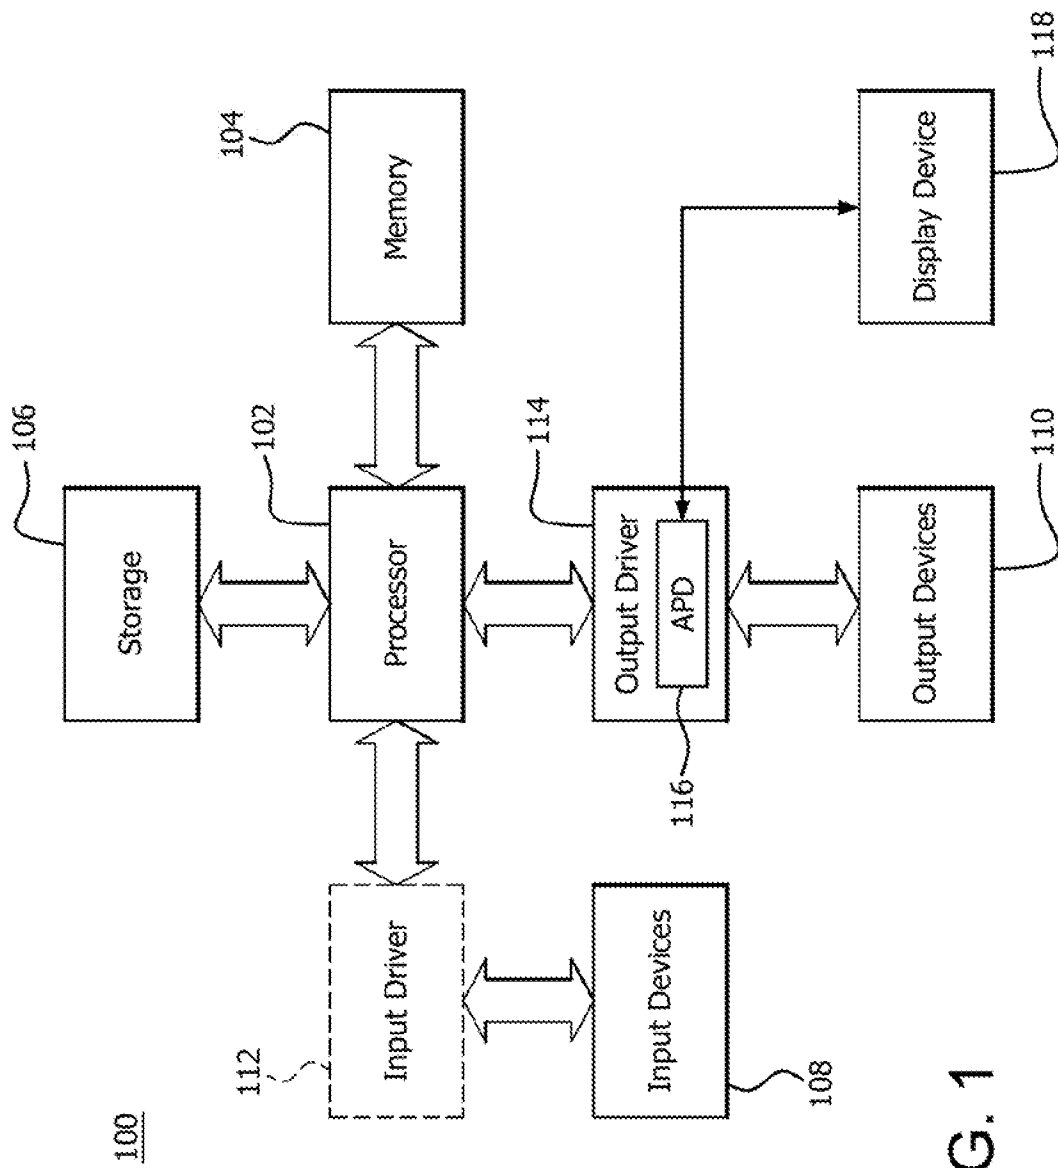 106
100
Storage
104
112
102
Input Driver
Processor
Memory
114
Output Driver
Input Devices
116
APD
108
Output Devices
Display Device
G. 1
110
118